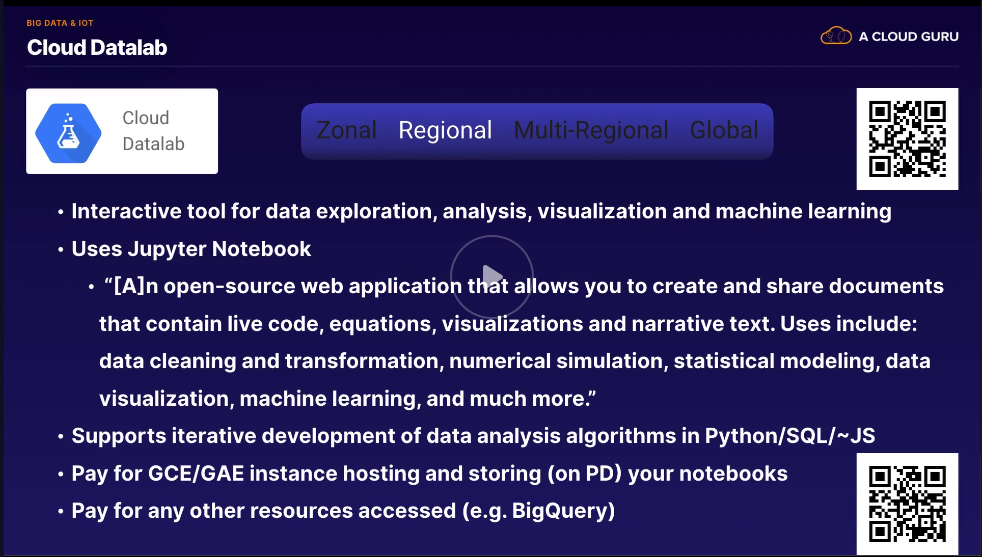 BIG DATA & IOT
Cloud Datalab
A CLOUD GURU
Cloud
Datalab
Zonal Regional Multi-Regional Global
• Interactive tool for data exploration, analysis, visualization and machine learning
• Uses Jupyter Notebook
• “[A]n open-source web application that allows you to create and share documents
that contain live code, equations, visualizations and narrative text. Uses include:
data cleaning and transformation, numerical simulation, statistical modeling, data
visualization, machine learning, and much more.”
• Supports iterative development of data analysis algorithms in Python/SQL/~JS
• Pay for GCE/GAE instance hosting and storing (on PD) your notebooks
• Pay for any other resources accessed (e.g. BigQuery)